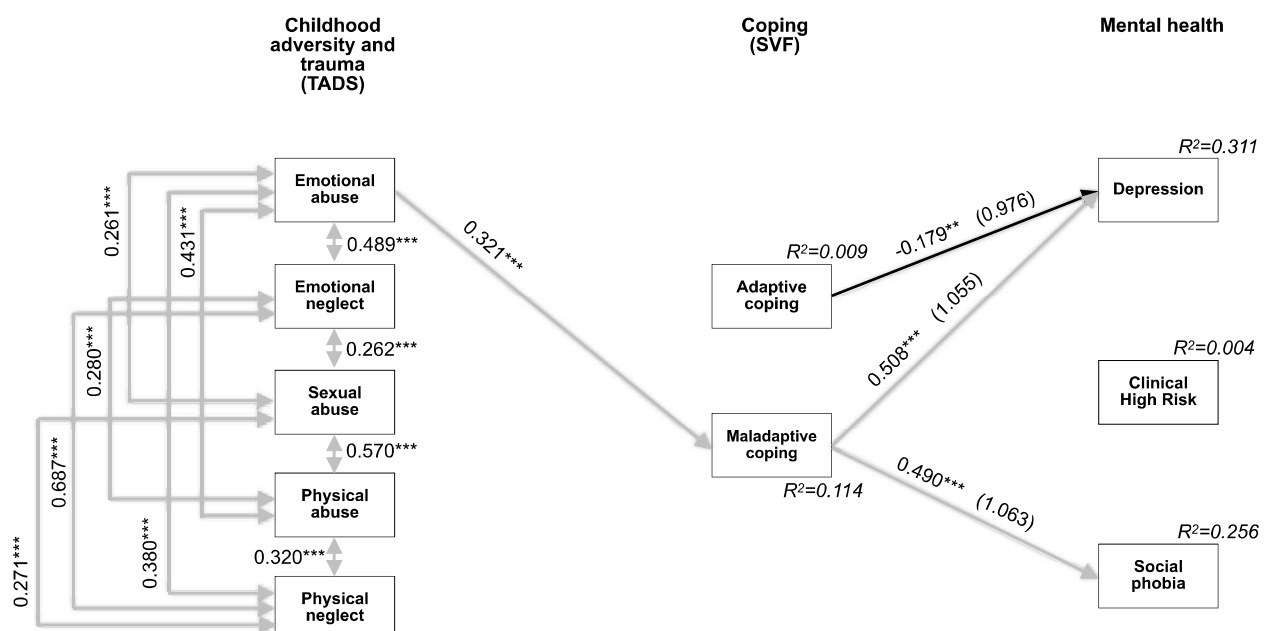 Childhood
adversity and
trauma
(TADS)
Coping
(SVF)
Mental health
R²=0.311
Emotional
abuse
Depression
0.261***
0.431***
0.489***
0.321***
-0.179** (0.976)
R²=0.009
Emotional
neglect
Adaptive
coping
0.280***
0.262***
0.508*** (1.055)
R²=0.004
Sexual
abuse
Clinical
High Risk
Maladaptive
coping
0.570***
0.687***
0.490*** (1.063)
R²=0.114
Physical
abuse
R²=0.256
0.271***
0.380***
0.320***
Social
phobia
Physical
neglect